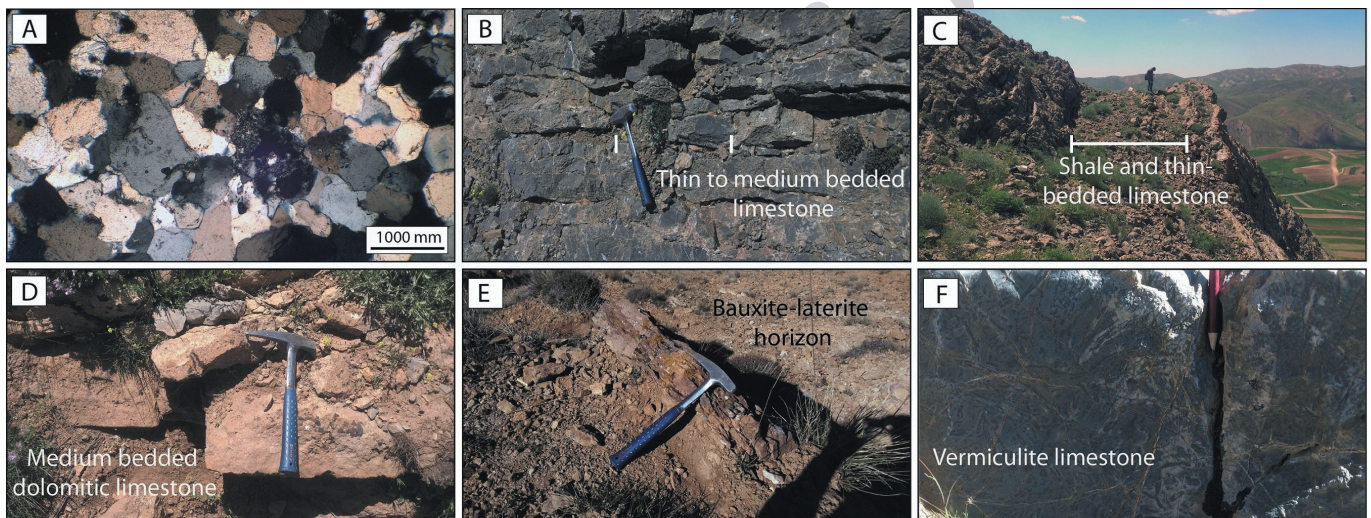 A
1000 mm
B
Thin to medium bedded
limestone
C
Shale and thin-
bedded limestone
D
Medium bedded
dolomitic limestone
E
Bauxite-laterite
horizon
F
Vermiculite limestone